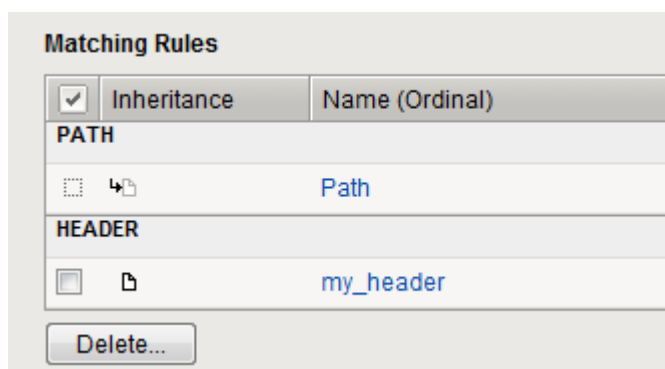 Matching Rules
Inheritance Name (Ordinal)
PATH
Path
HEADER
my_header
Delete...